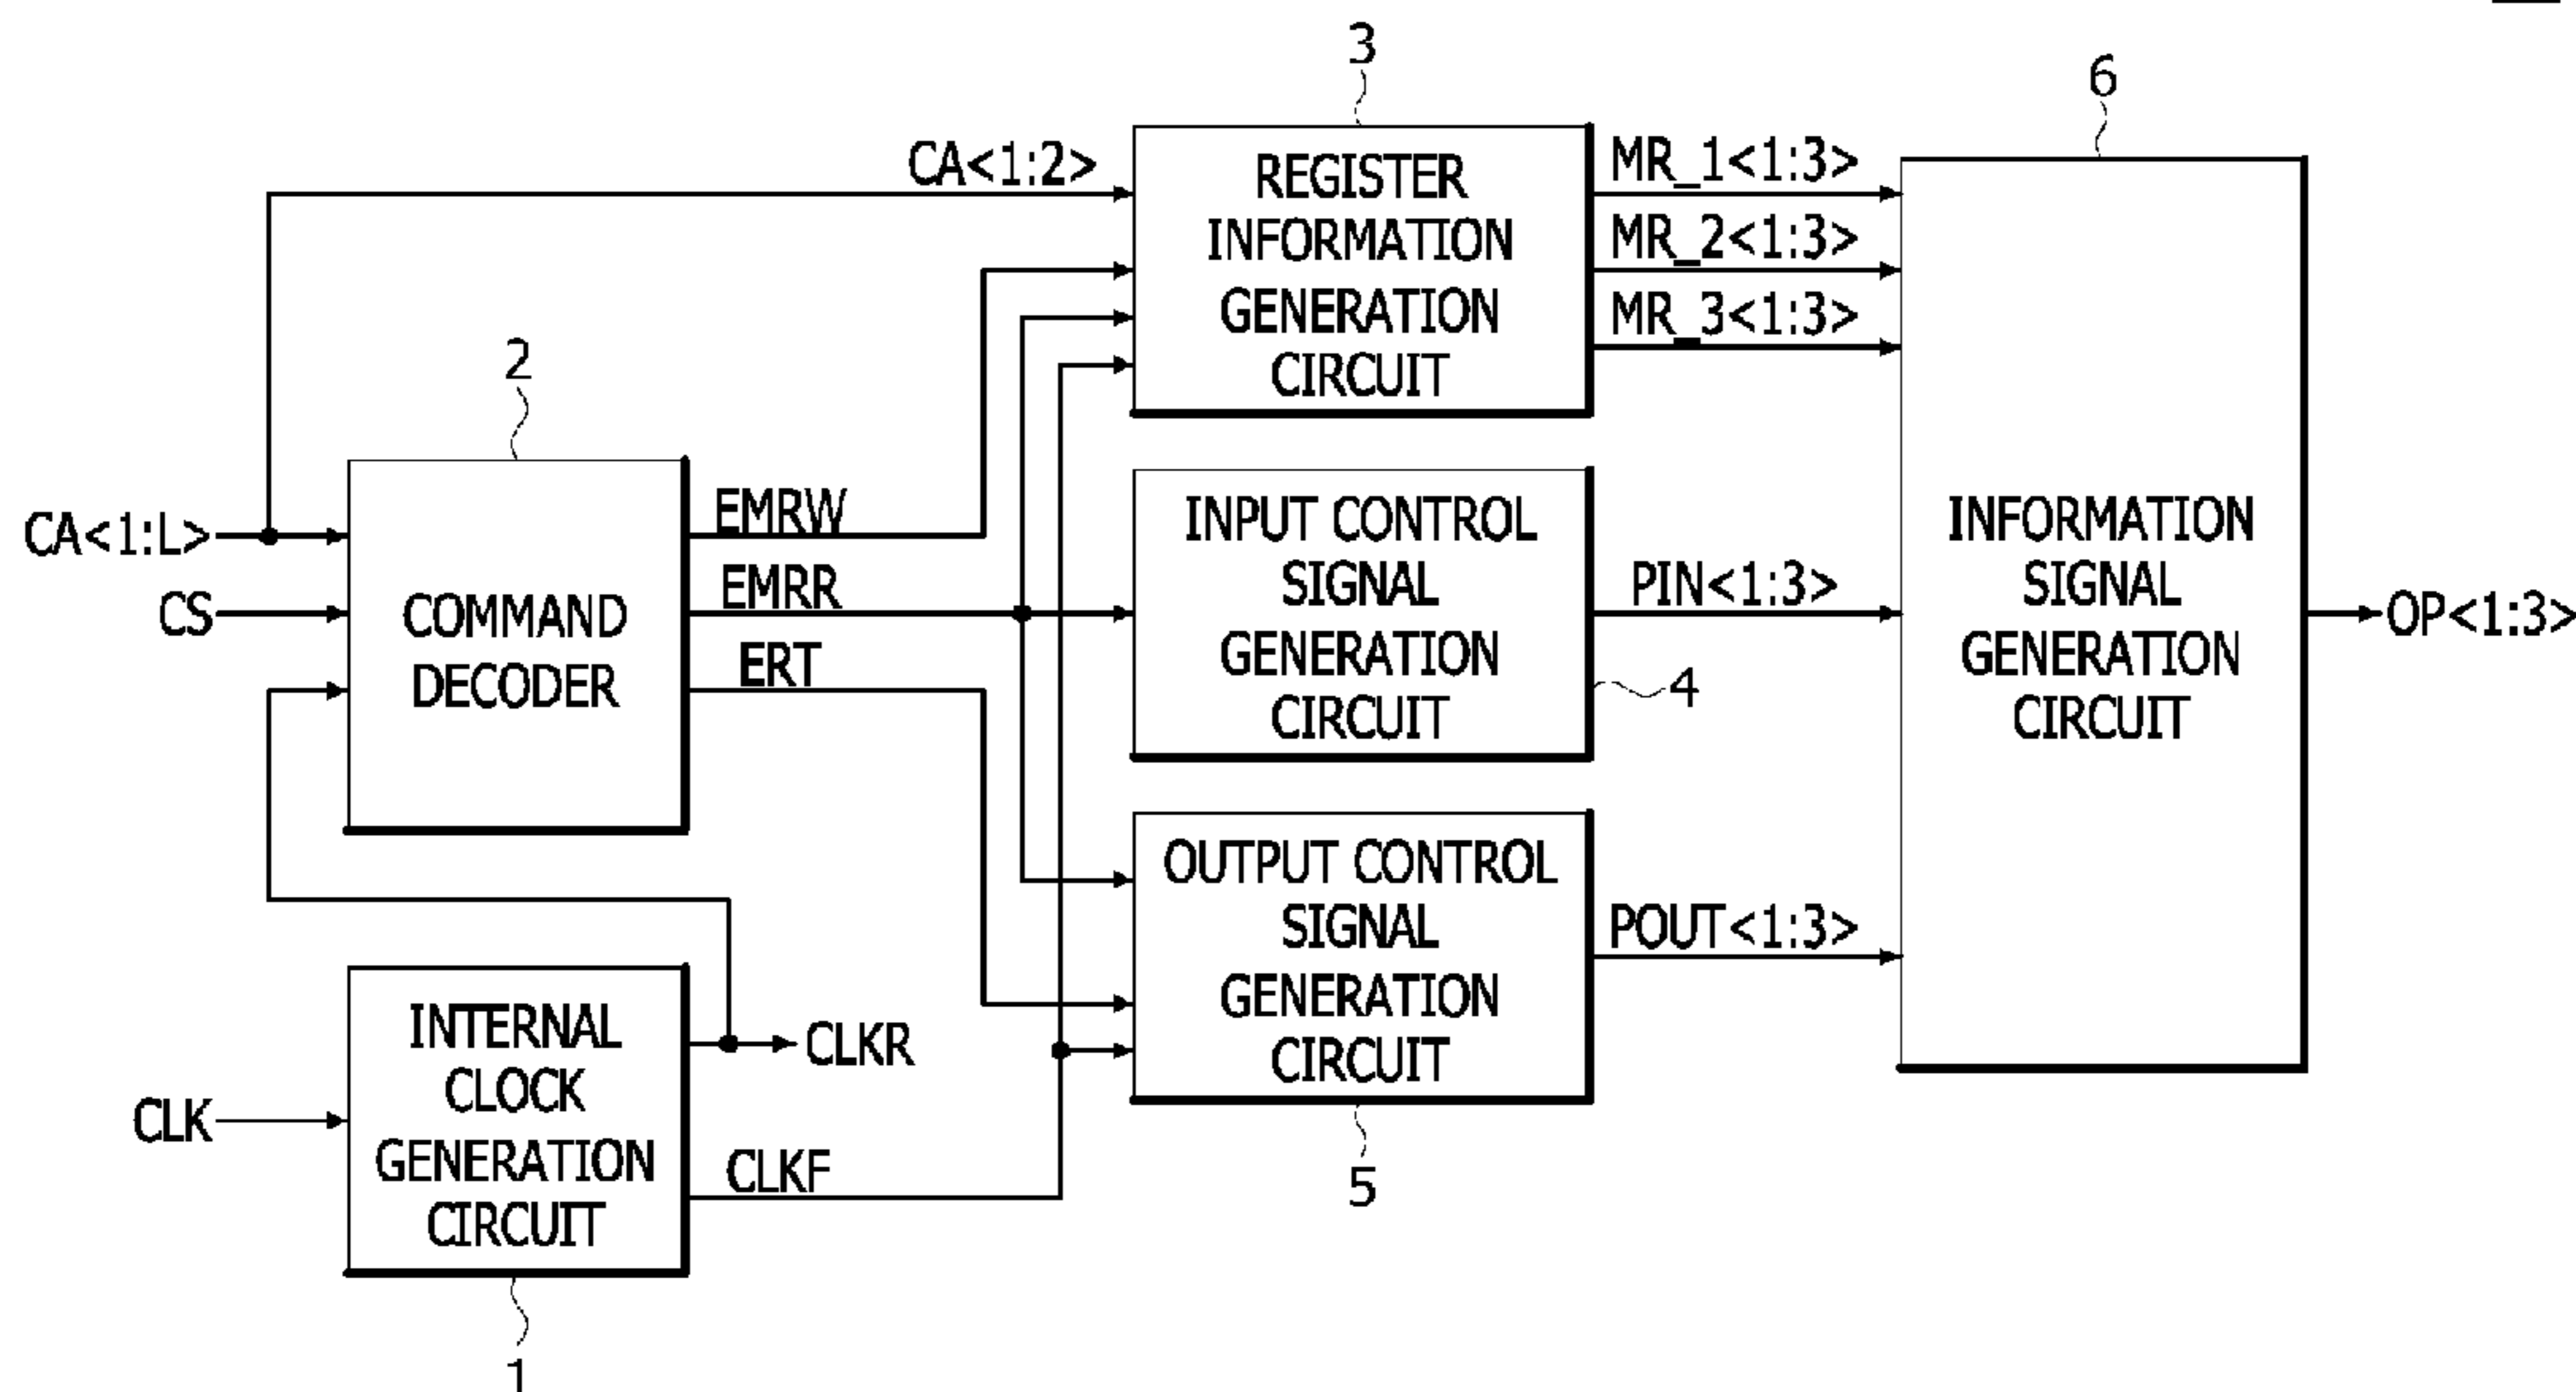 3
6
CA<1:2>
REGISTER
INFORMATION
GENERATION
CIRCUIT
MR_1<1:3>
MR_2<1:3>
MR_3<1:3>
2
CA<1:L>
CS
COMMAND
DECODER
EMRW
EMRR
ERT
INPUT CONTROL
SIGNAL
GENERATION
CIRCUIT
4
PIN<1:3>
INFORMATION
SIGNAL
GENERATION
CIRCUIT
OP<1:3>
OUTPUT CONTROL
SIGNAL
GENERATION
CIRCUIT
5
POUT<1:3>
CLK
INTERNAL
CLOCK
GENERATION
CIRCUIT
CLKR
CLKF
1